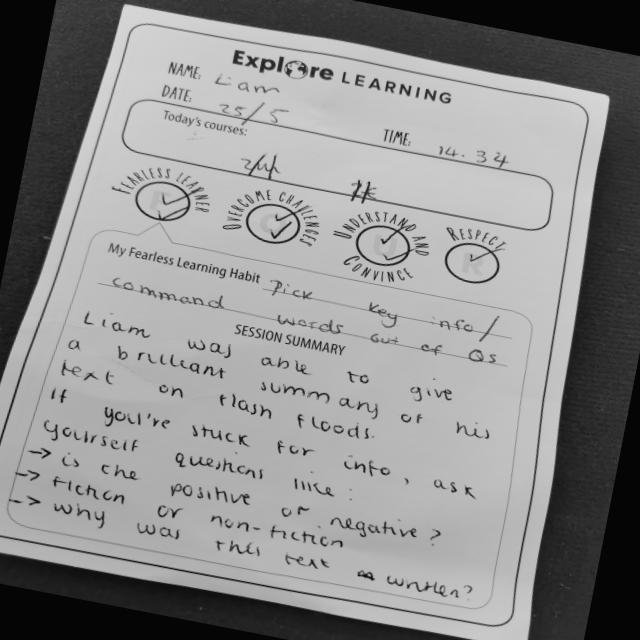 Explore LEARNING
NAME: Liam
DATE: 25/5
TIME: 14.34
Today's courses:
FEARLESS LEARNER
OVERCOME CHALLENGES
UNDERSTAND AND CONVINCE
RESPECT
My Fearless Learning Habit Pick key info/
command words out of Qs
SESSION SUMMARY
Liam was able to give
a brilliant summary of his
text on flash floods.
If you're stuck for info, ask
yourself questions like:
-> is the positive or negative?
-> fiction or non-fiction
-> why was this text written?